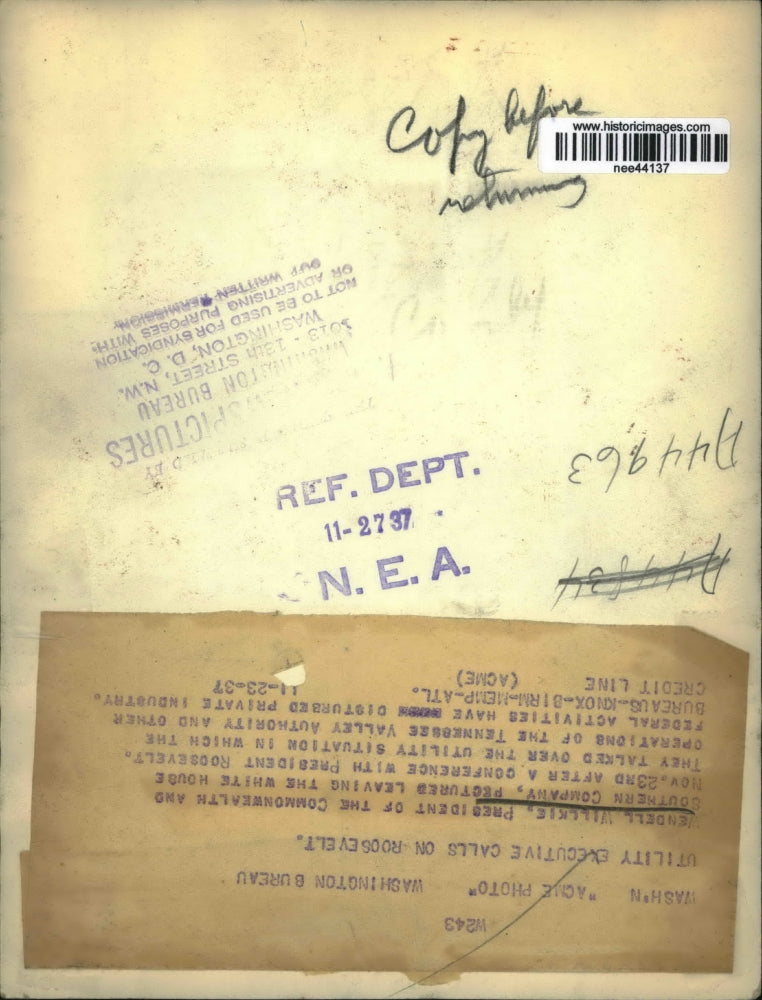 Copy before
returning
www.historicimages.com
nee44137
NEWSPICTURES
WASHINGTON BUREAU
1013 - 13th STREET, N.W.
WASHINGTON, D. C.
NOT TO BE USED FOR SYNDICATION
OR ADVERTISING PURPOSES WITH-
OUT WRITTEN PERMISSION.
REF. DEPT.
11-27 37
N. E. A.
A44963
W243
WASH'N "ACME PHOTO" WASHINGTON BUREAU
UTILITY EXECUTIVE CALLS ON ROOSEVELT.
WENDELL WILLKIE, PRESIDENT OF THE COMMONWEALTH AND
SOUTHERN COMPANY, PECTURED LEAVING THE WHITE HOUSE
NOV.23RD AFTER A CONFERENCE WITH PRESIDENT ROOSEVELT.
THEY TALKED OVER THE UTILITY SITUATION IN WHICH THE
OPERATIONS OF THE TENNESSEE VALLEY AUTHORITY AND OTHER
FEDERAL ACTIVITIES HAVE DISTURBED PRIVATE INDUSTRY.
BUREAUS-KNOX-BIRM-MEMP-ATL.
CREDIT LINE (ACME) 11-23-37